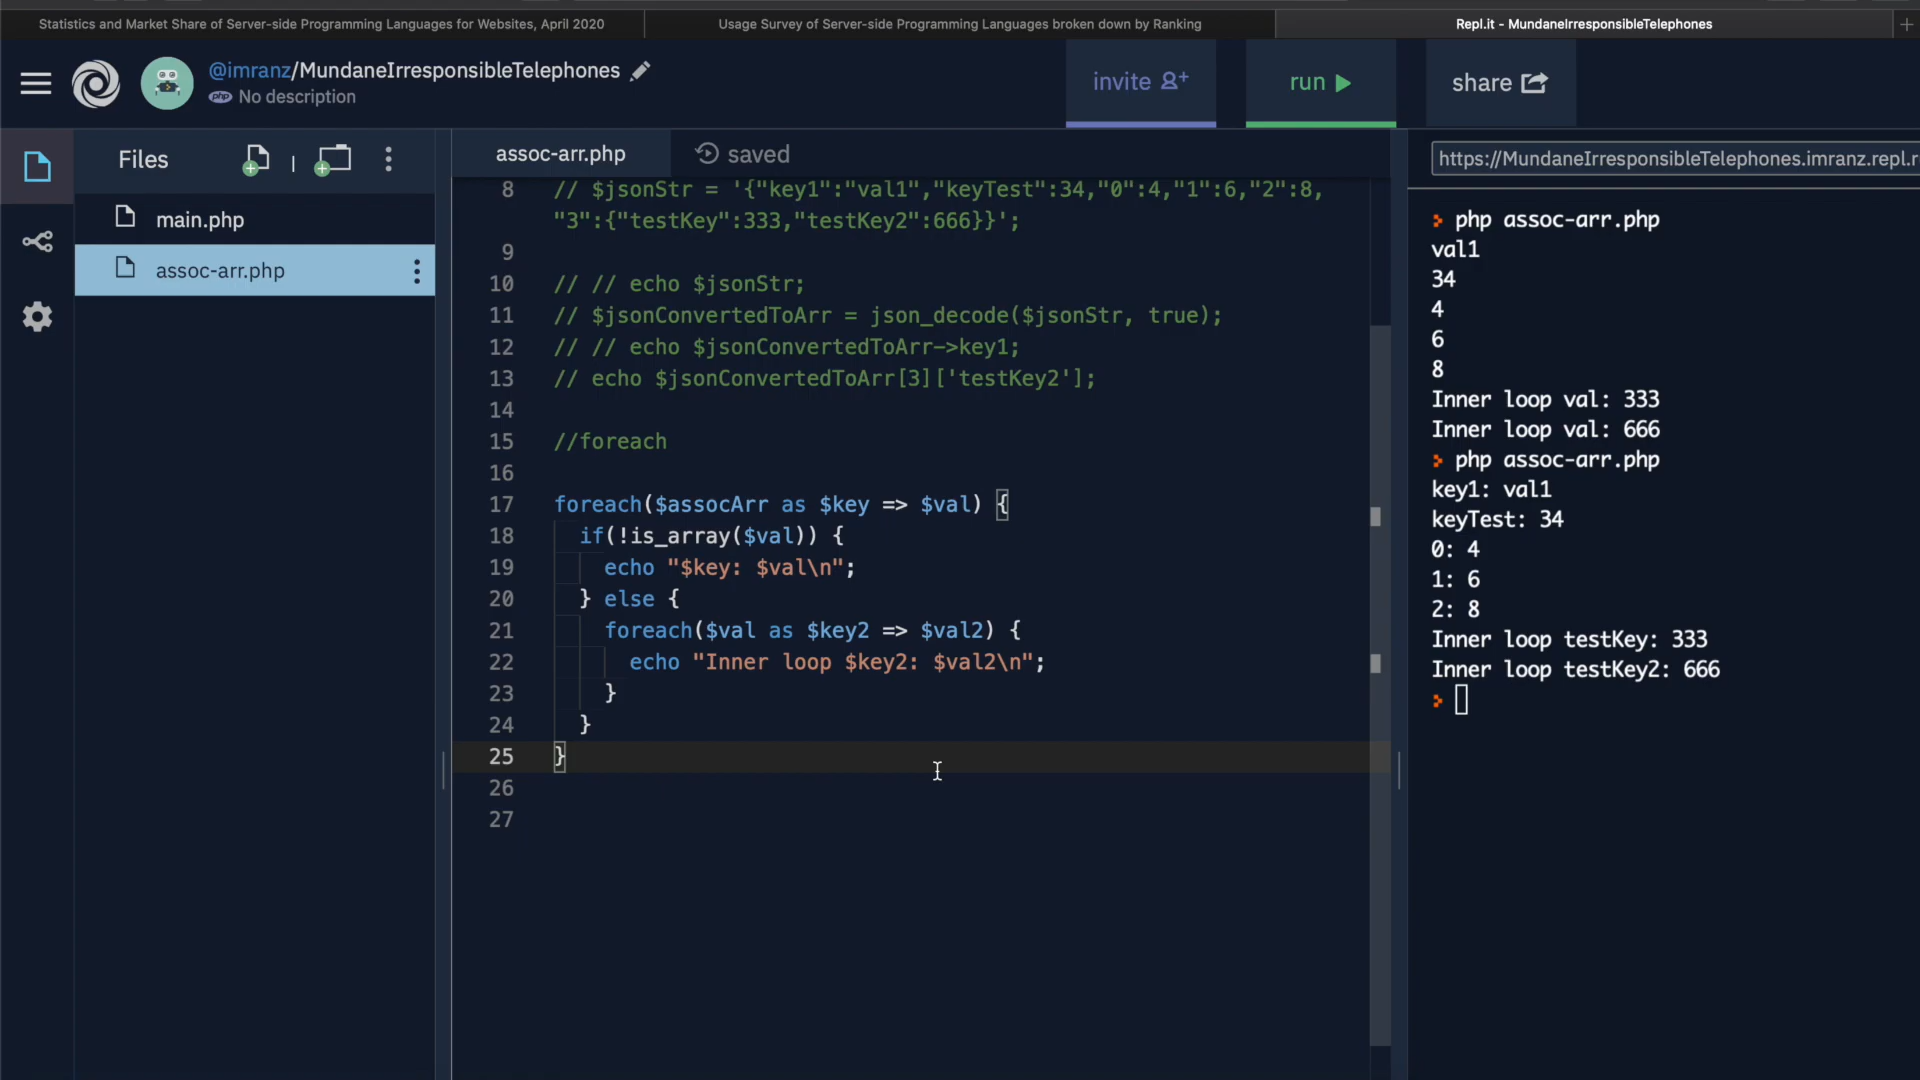 Statistics and Market Share of Server-side Programming Languages for Websites, April 2020
Usage Survey of Server-side Programming Languages broken down by Ranking
Repl.it - MundaneIrresponsibleTelephones
@imranz/MundaneIrresponsibleTelephones
php No description
invite
run
share
Files
main.php
assoc-arr.php
assoc-arr.php
saved
8 // $jsonStr = '{"key1":"val1","keyTest":34,"0":4,"1":6,"2":8,
"3":{"testKey":333,"testKey2":666}}';
9
10 // // echo $jsonStr;
11 // $jsonConvertedToArr = json_decode($jsonStr, true);
12 // // echo $jsonConvertedToArr->key1;
13 // echo $jsonConvertedToArr[3]['testKey2'];
14
15 //foreach
16
17 foreach($assocArr as $key => $val) {
18 if(!is_array($val)) {
19 echo "$key: $val\n";
20 } else {
21 foreach($val as $key2 => $val2) {
22 echo "Inner loop $key2: $val2\n";
23 }
24 }
25 }
26
27
https://MundaneIrresponsibleTelephones.imranz.repl.r
php assoc-arr.php
val1
34
4
6
8
Inner loop val: 333
Inner loop val: 666
php assoc-arr.php
key1: val1
keyTest: 34
0: 4
1: 6
2: 8
Inner loop testKey: 333
Inner loop testKey2: 666